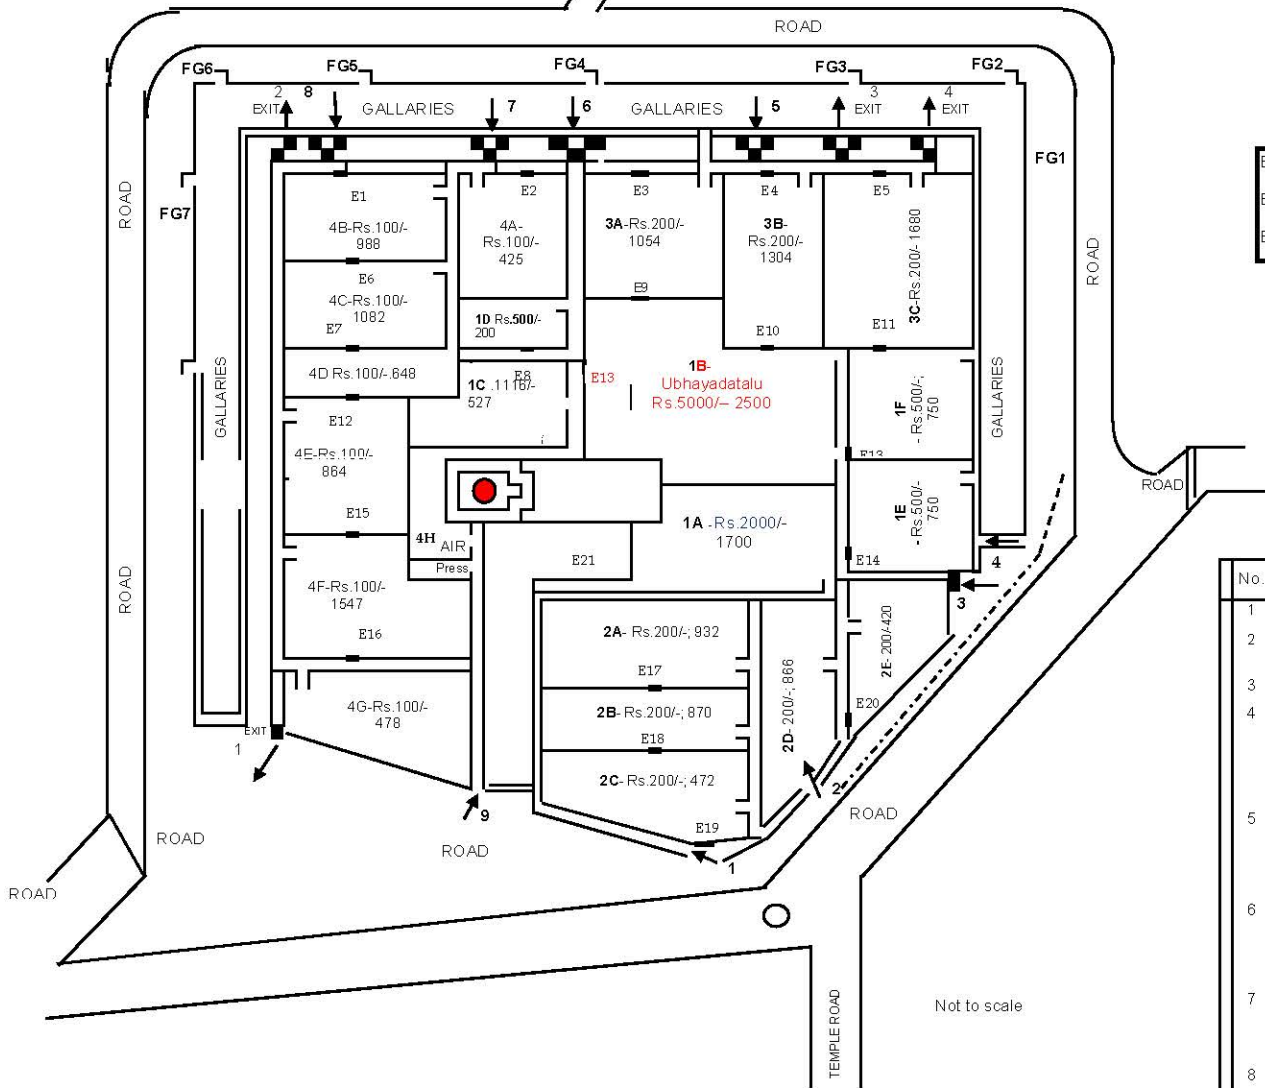 ROAD
FG6
FG5
FG4
FG3
FG2
2
8
EXIT
GALLARIES
7
6
GALLARIES
5
3
EXIT
4
EXIT
FG1
ROAD
FG7
E1
4B-Rs.100/-
988
E2
4A-
Rs.100/-
425
E3
3A-Rs.200/-
1054
E4
3B-
Rs.200/-
1304
E5
3C-Rs.200/- 1680
ROAD
E6
4C-Rs.100/-
1082
E7
1D Rs.500/-
200
E9
E10
E11
4D Rs.100/-.648
E8
1C .1116/-
527
E13
1B-
Ubhayadatalu
Rs.5000/– 2500
1F
- Rs.500/-;
750
GALLARIES
GALLARIES
E12
4E-Rs.100/-
864
E13
E15
4H
AIR
Press
1A -Rs.2000/-
1700
1E
- Rs.500/-
750
ROAD
E14
E21
4
3
ROAD
4F-Rs.100/-
1547
E16
2A- Rs.200/-; 932
E17
2B- Rs.200/-; 870
E18
2C- Rs.200/-; 472
E19
2D- 200/-; 866
2E- 200/-420
E20
4G-Rs.100/-
478
EXIT
1
9
2
1
ROAD
ROAD
ROAD
ROAD
TEMPLE ROAD
Not to scale
No.
1
2
3
4
5
6
7
8